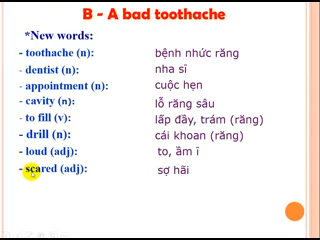 B - A bad toothache
*New words:
- toothache (n): bệnh nhức răng
- dentist (n): nha sĩ
- appointment (n): cuộc hẹn
- cavity (n): lỗ răng sâu
- to fill (v): lấp đầy, trám (răng)
- drill (n): cái khoan (răng)
- loud (adj): to, ầm ĩ
- scared (adj): sợ hãi